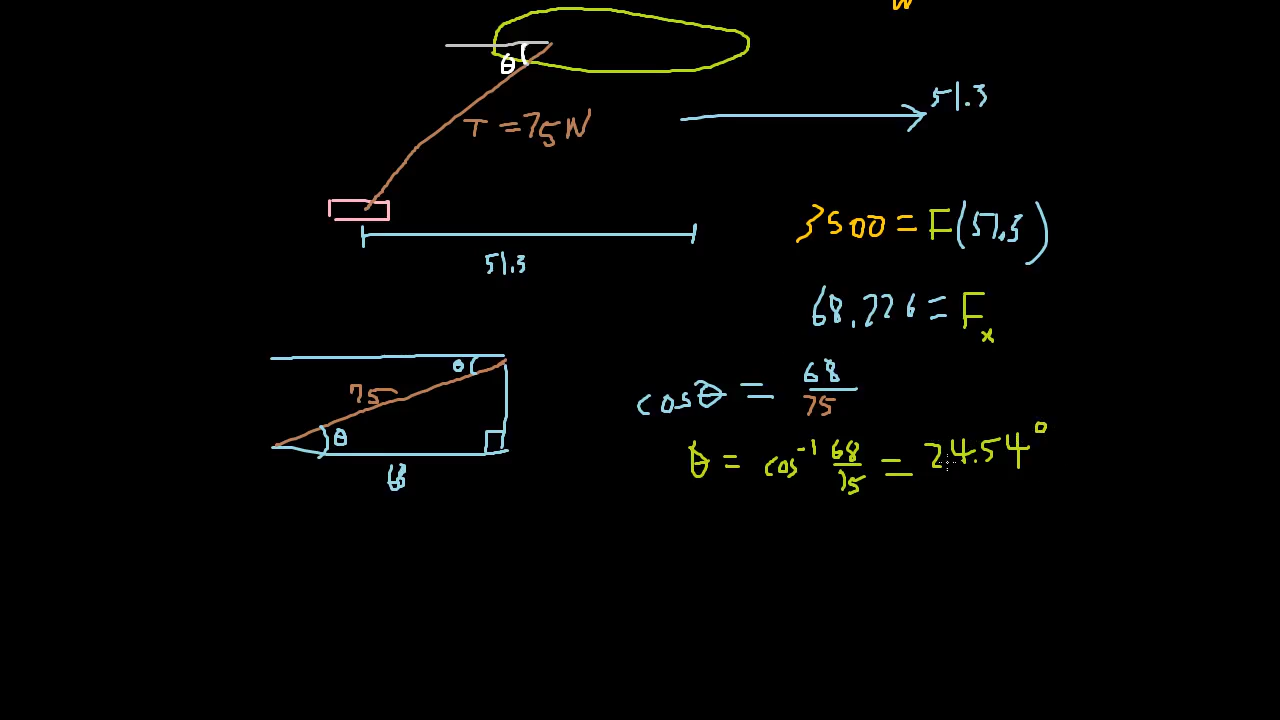 W
θ
T = 75 N
51.3
51.3
3500 = F(51.3)
68.226 = Fₓ
θ
75
θ
68
cosθ = 68/75
θ = cos⁻¹ 68/75 = 24.54°